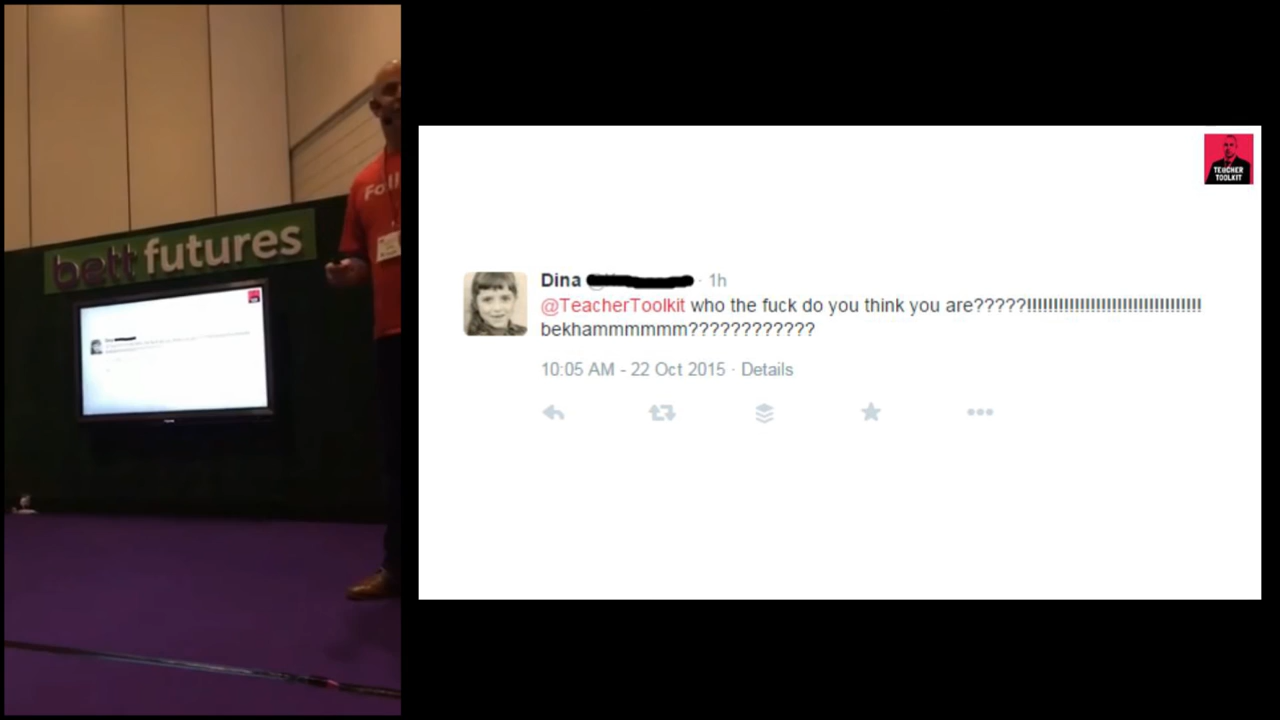 bett futures
Foll
TEACHER
TOOLKIT
Dina · 1h
@TeacherToolkit who the fuck do you think you are?????!!!!!!!!!!!!!!!!!!!!!!!!!!!!!!!!!
bekhammmmmm????????????
10:05 AM - 22 Oct 2015 · Details